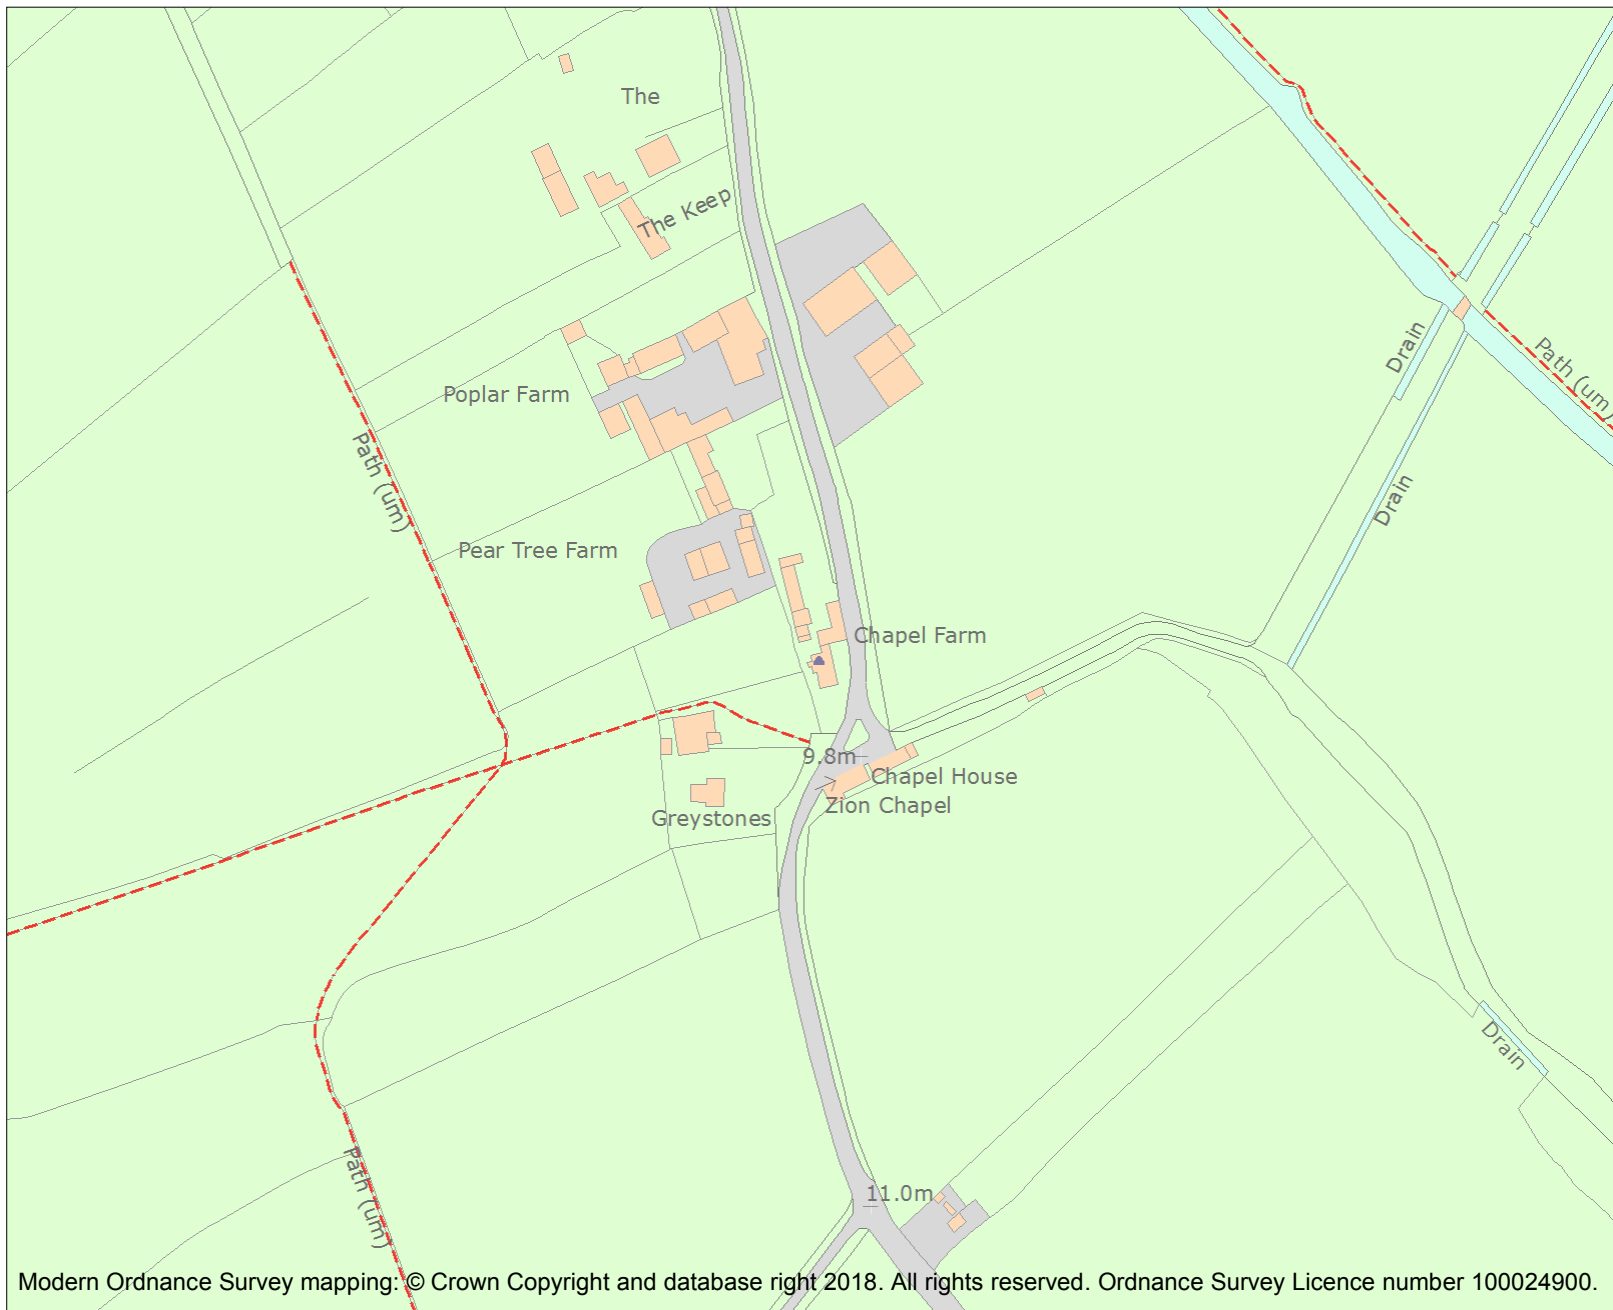 The
The Keep
Drain
Path (um)
Poplar Farm
Path (um)
Drain
Pear Tree Farm
Chapel Farm
9.8m
Chapel House
Zion Chapel
Greystones
Drain
Path (um)
11.0m
Modern Ordnance Survey mapping: © Crown Copyright and database right 2018. All rights reserved. Ordnance Survey Licence number 100024900.